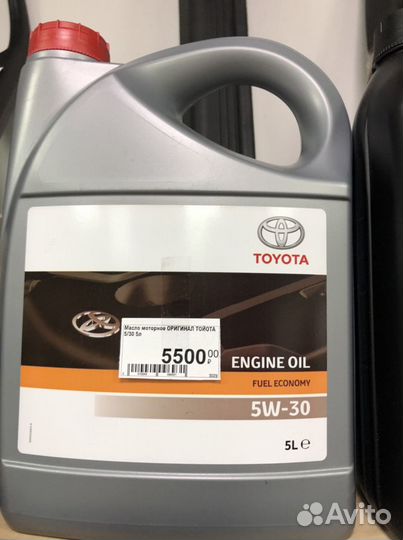 TOYOTA
Масло моторное ОРИГИНАЛ ТОЙОТА
5/30 5л
5500 00 ₽
ENGINE OIL
FUEL ECONOMY
5W-30
5L e
Avito